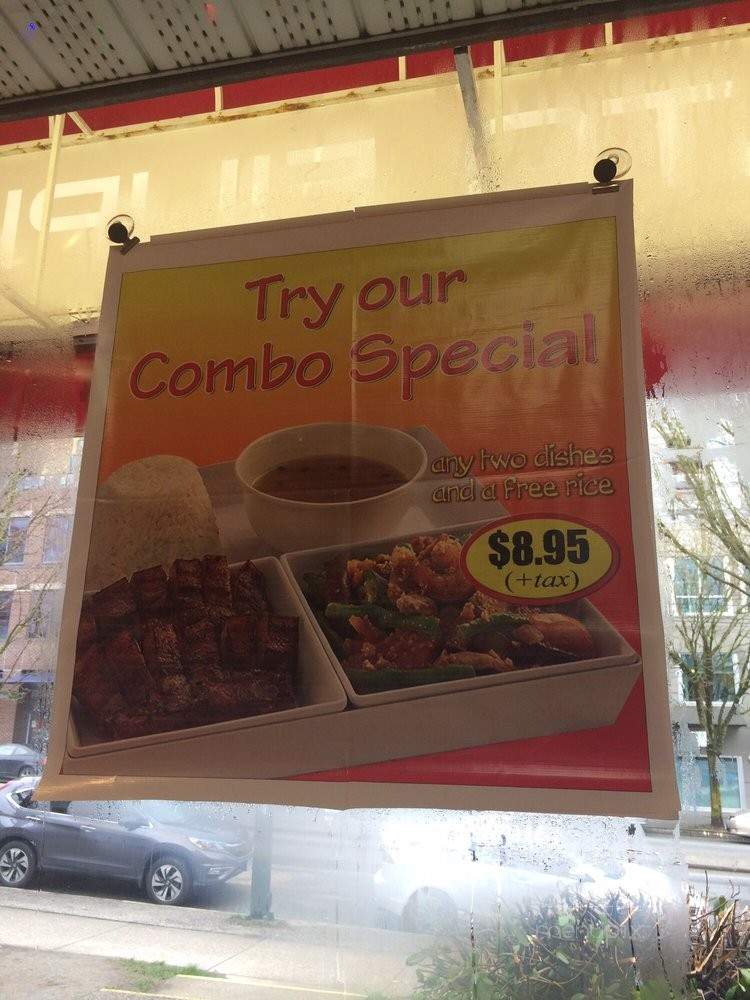 Try our
Combo Special
any two dishes
and a free rice
$8.95
(+tax)